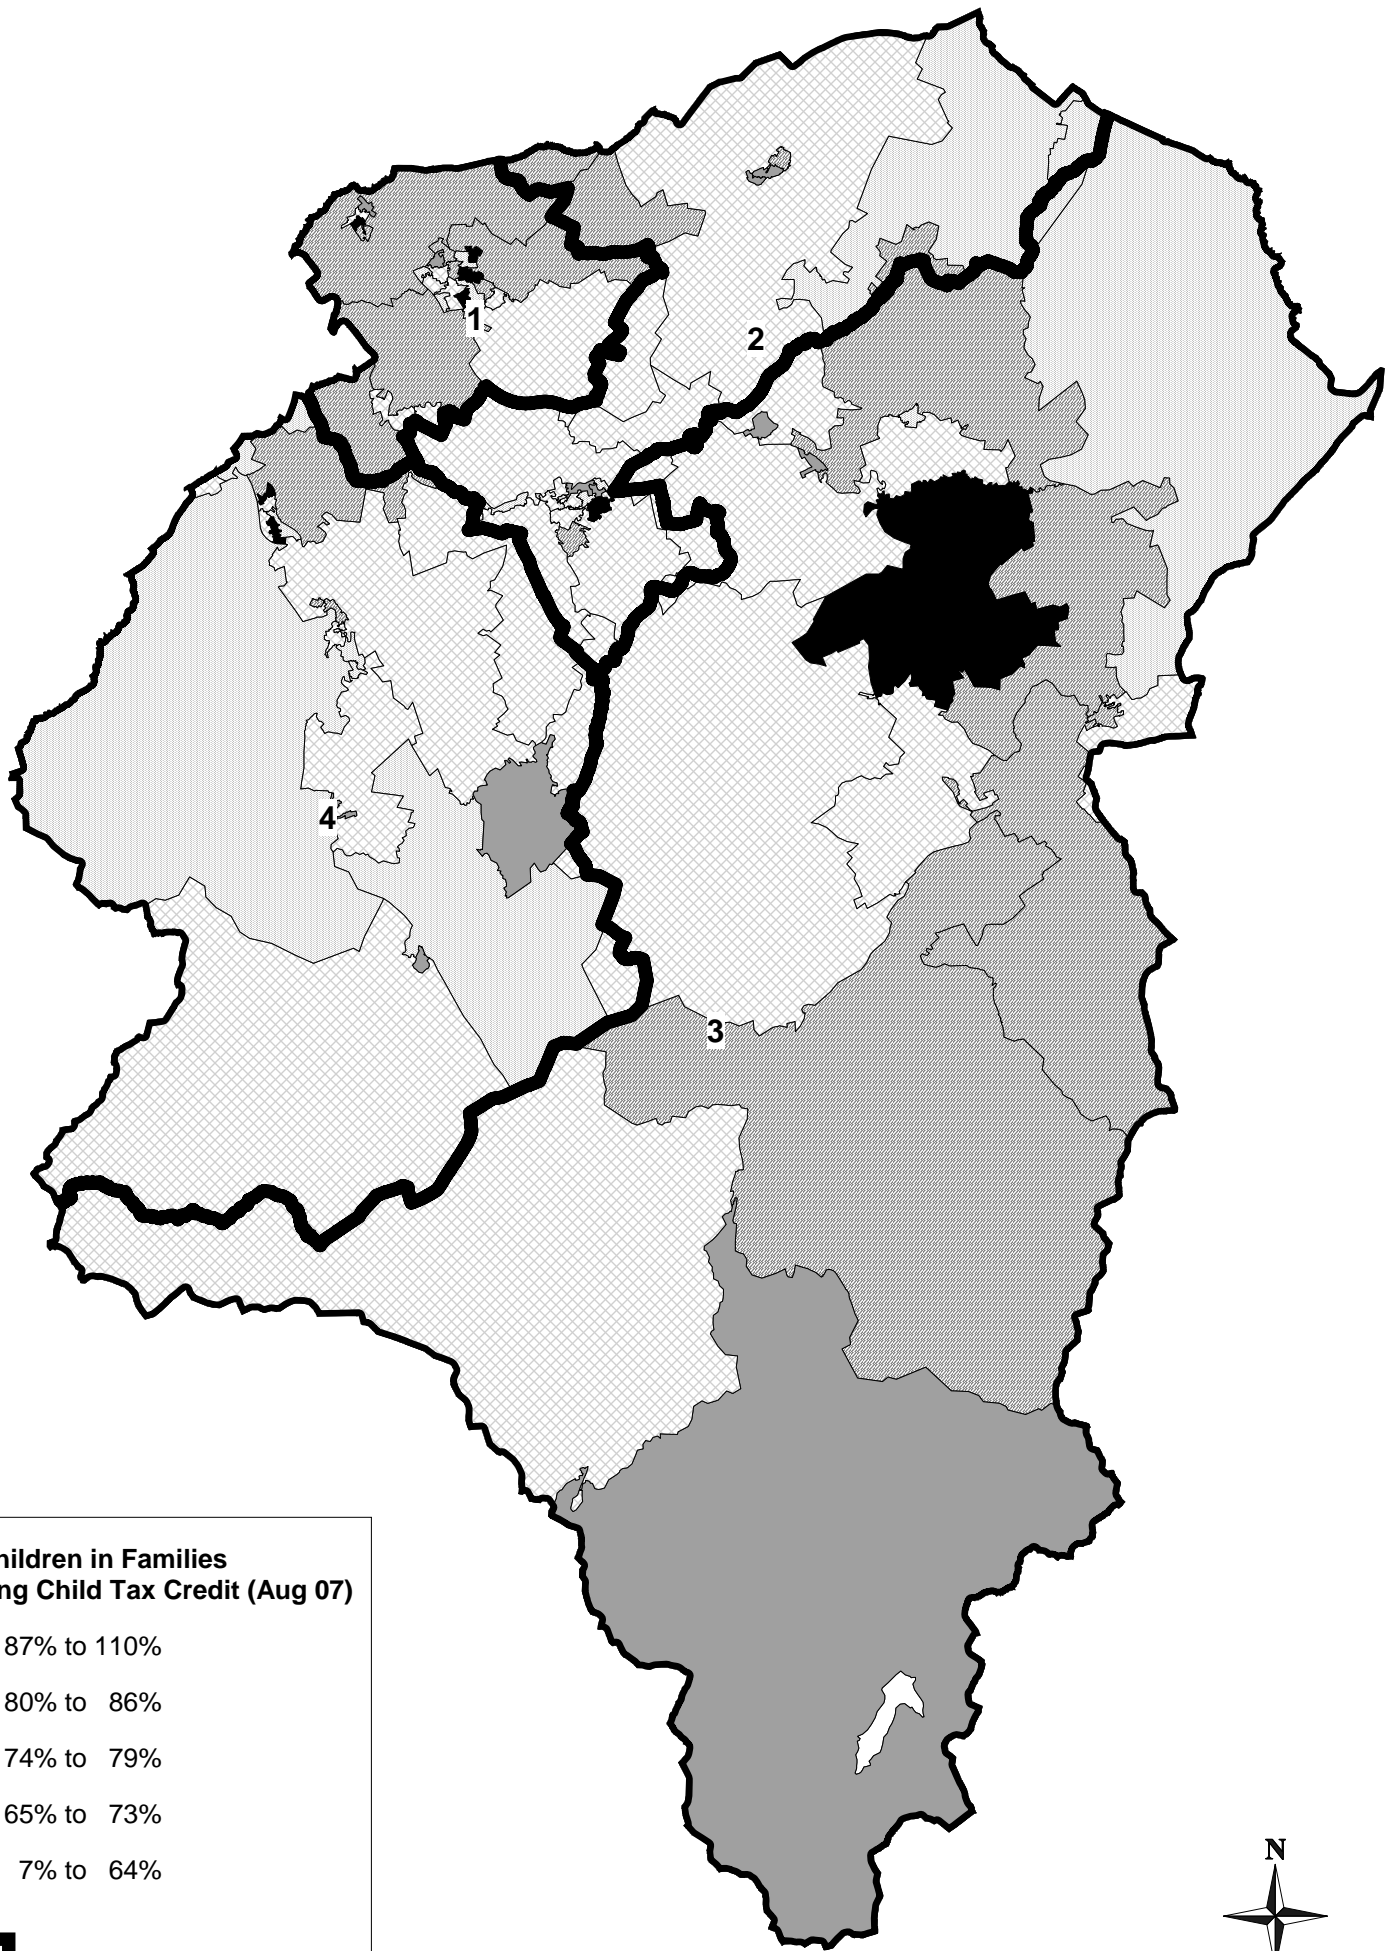 1
2
3
4
hildren in Families
ng Child Tax Credit (Aug 07)
87% to 110%
80% to 86%
74% to 79%
65% to 73%
7% to 64%
N